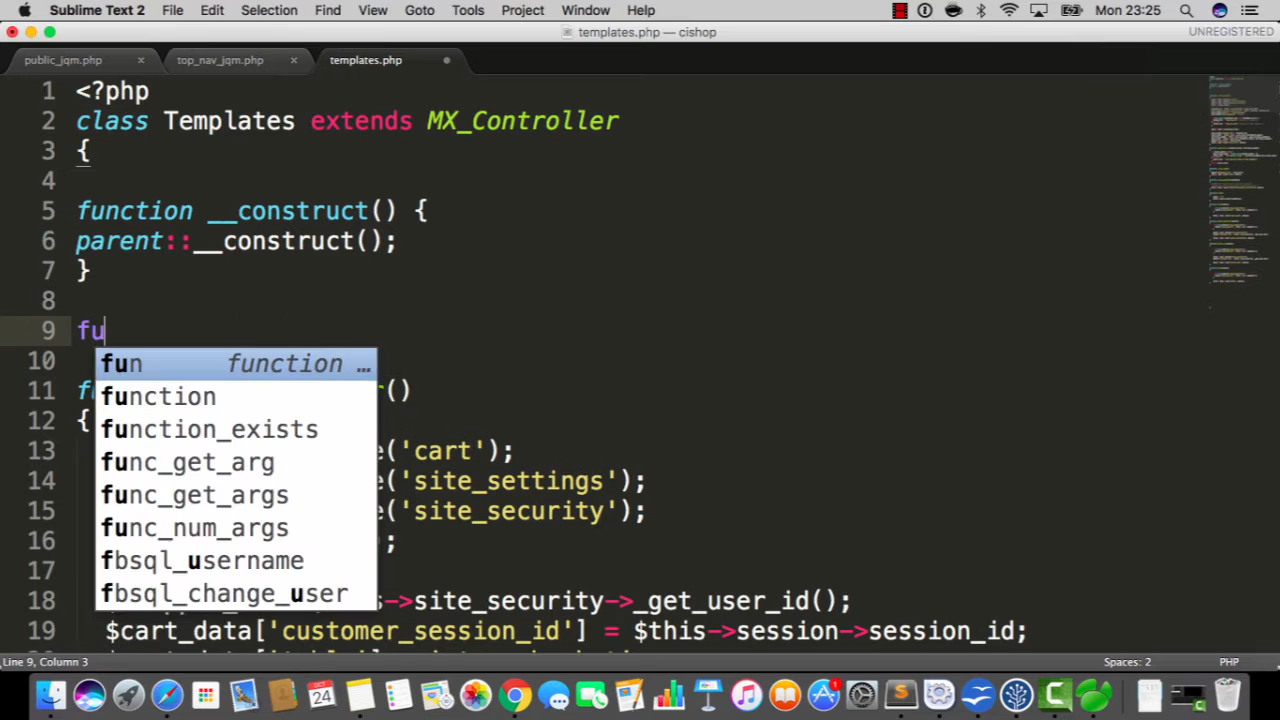 Sublime Text 2 File Edit Selection Find View Goto Tools Project Window Help Mon 23:25
templates.php — cishop UNREGISTERED
public_jqm.php × top_nav_jqm.php × templates.php
1 <?php
2 class Templates extends MX_Controller
3 {
4
5 function __construct() {
6 parent::__construct();
7 }
8
9 fu
10
fun function …
11 ()
function
12 {
function_exists
13 e('cart');
func_get_arg
14 e('site_settings');
func_get_args
15 e('site_security');
func_num_args
16 ;
fbsql_username
17
fbsql_change_user
18 s->site_security->_get_user_id();
19 $cart_data['customer_session_id'] = $this->session->session_id;
Line 9, Column 3 Spaces: 2 PHP
OCT
24
1